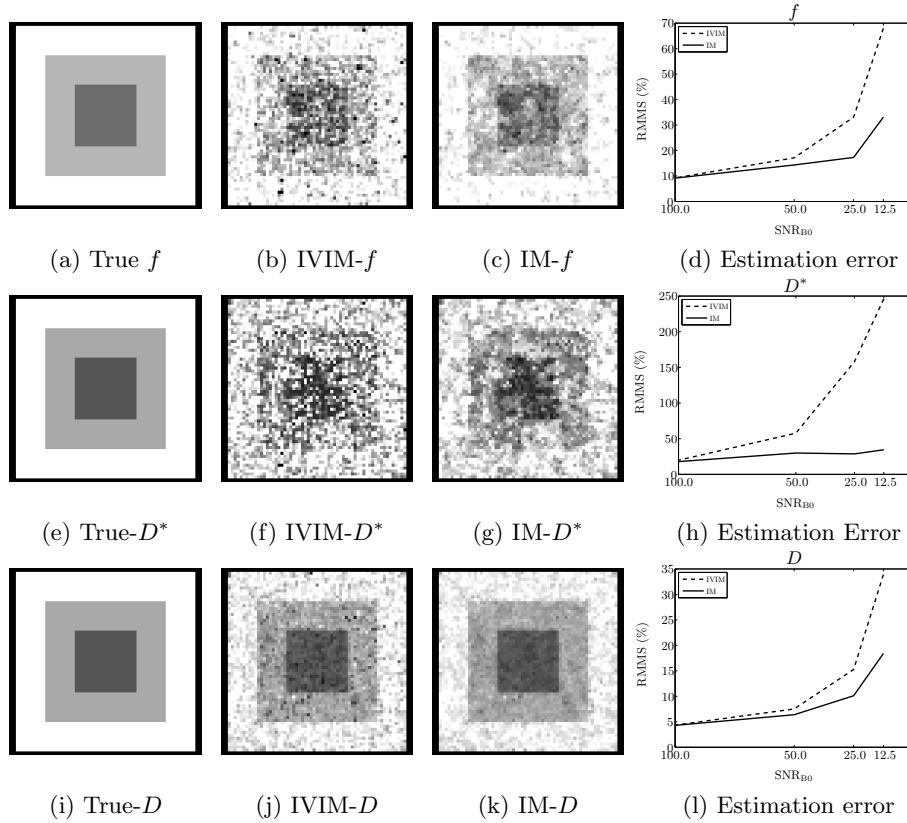 f
70
60
50
40
30
20
10
0
RMMS (%)
IVIM
IM
100.0 50.0 25.0 12.5
SNR_B0
(a) True f (b) IVIM-f (c) IM-f (d) Estimation error
D*
250
200
150
100
50
0
RMMS (%)
IVIM
IM
100.0 50.0 25.0 12.5
SNR_B0
(e) True-D* (f) IVIM-D* (g) IM-D* (h) Estimation Error
D
35
30
25
20
15
10
5
0
RMMS (%)
IVIM
IM
100.0 50.0 25.0 12.5
SNR_B0
(i) True-D (j) IVIM-D (k) IM-D (l) Estimation error